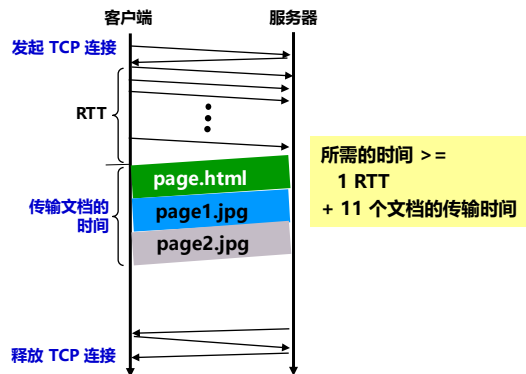 客户端
服务器
发起 TCP 连接
RTT
所需的时间 >=
1 RTT
+ 11 个文档的传输时间
page.html
传输文档的
时间
page1.jpg
page2.jpg
释放 TCP 连接